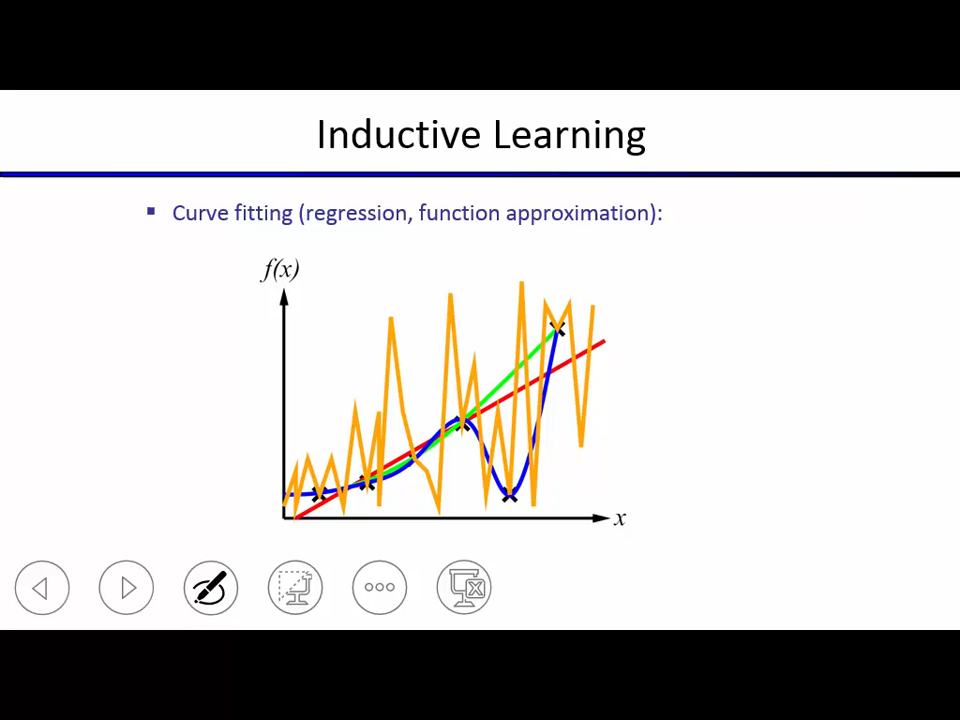 Inductive Learning
Curve fitting (regression, function approximation):
f(x)
x